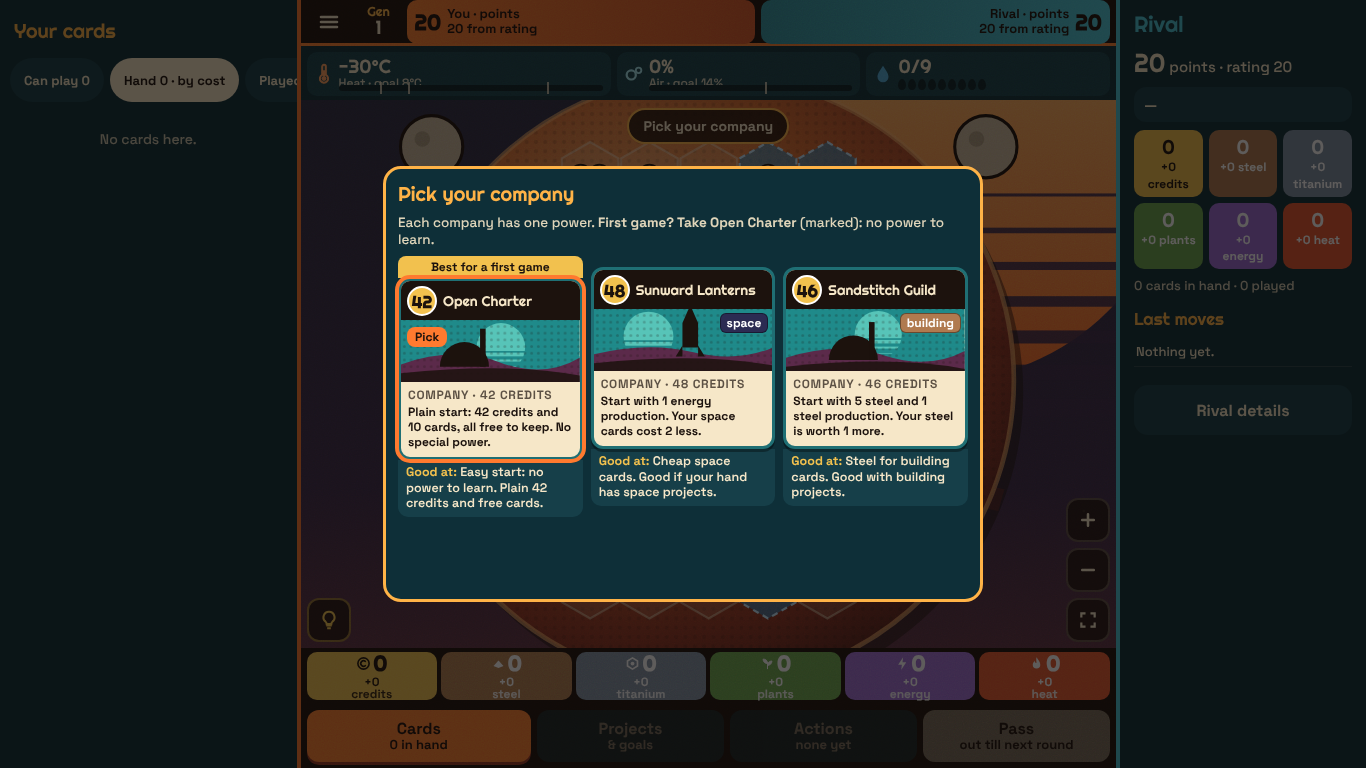 Your cards
Can play 0
Hand 0 · by cost
Played
No cards here.
Gen
1
20
You · points
20 from rating
Rival · points
20 from rating
20
−30°C
Heat · goal 8°C
0%
Air · goal 14%
0/9
Pick your company
Pick your company
Each company has one power. First game? Take Open Charter (marked): no power to
learn.
Best for a first game
42
Open Charter
Pick
COMPANY · 42 CREDITS
Plain start: 42 credits and
10 cards, all free to keep. No
special power.
Good at: Easy start: no
power to learn. Plain 42
credits and free cards.
48
Sunward Lanterns
space
COMPANY · 48 CREDITS
Start with 1 energy
production. Your space
cards cost 2 less.
Good at: Cheap space
cards. Good if your hand
has space projects.
46
Sandstitch Guild
building
COMPANY · 46 CREDITS
Start with 5 steel and 1
steel production. Your steel
is worth 1 more.
Good at: Steel for building
cards. Good with building
projects.
0
+0
credits
0
+0
steel
0
+0
titanium
0
+0
plants
0
+0
energy
0
+0
heat
Cards
0 in hand
Projects
& goals
Actions
none yet
Pass
out till next round
Rival
20 points · rating 20
—
0
+0
credits
0
+0 steel
0
+0
titanium
0
+0 plants
0
+0
energy
0
+0 heat
0 cards in hand · 0 played
Last moves
Nothing yet.
Rival details